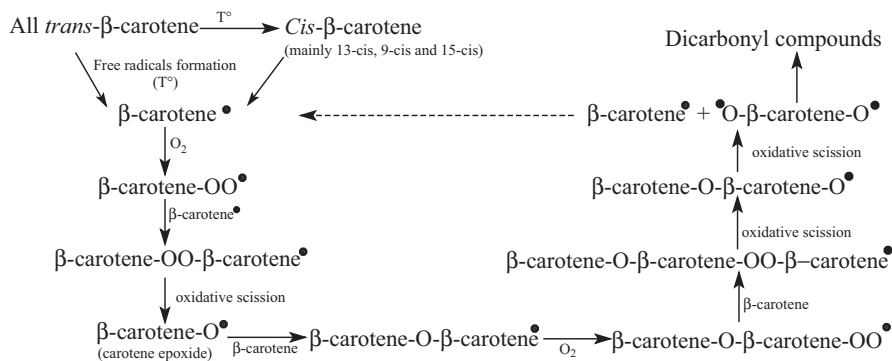 All trans-β-carotene
T°
Cis-β-carotene
(mainly 13-cis, 9-cis and 15-cis)
Free radicals formation
(T°)
β-carotene•
O2
β-carotene-OO•
β-carotene•
β-carotene-OO-β-carotene•
oxidative scission
β-carotene-O•
(carotene epoxide)
β-carotene
β-carotene-O-β-carotene•
O2
β-carotene-O-β-carotene-OO•
β-carotene
β-carotene-O-β-carotene-OO-β–carotene•
oxidative scission
β-carotene-O-β-carotene-O•
oxidative scission
β-carotene• + •O-β-carotene-O•
Dicarbonyl compounds